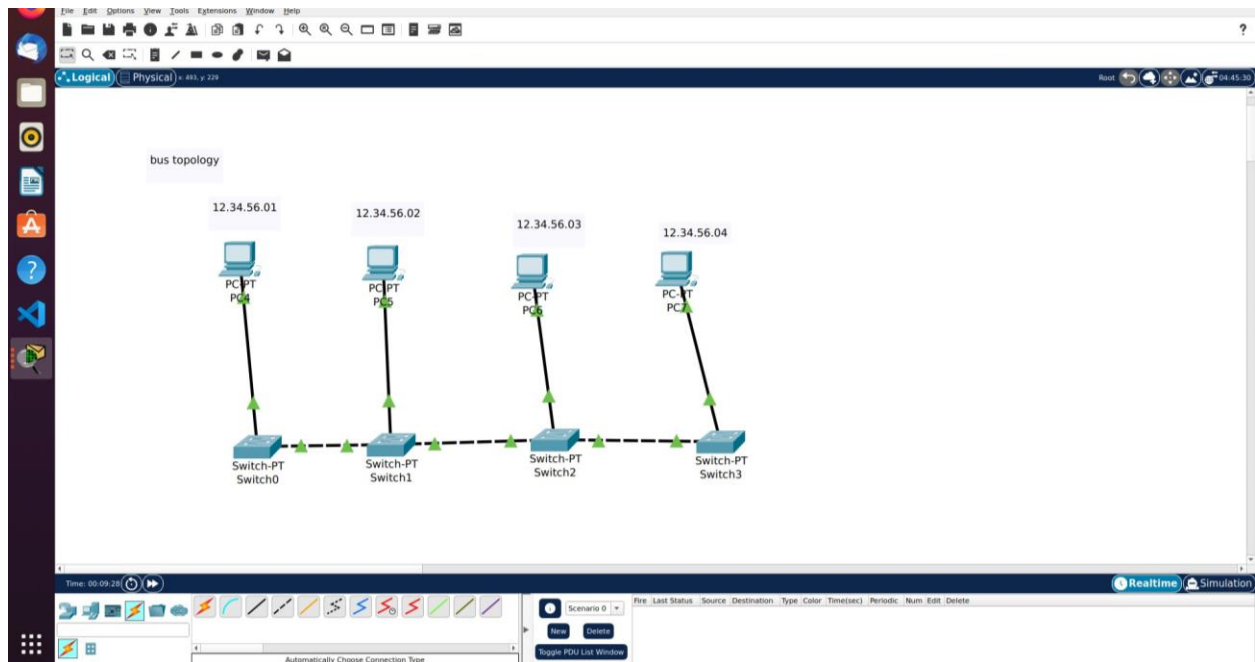 File Edit Options View Tools Extensions Window Help
?
Logical Physical x: 493, y: 229 Root 04:45:30
bus topology
12.34.56.01
12.34.56.02
12.34.56.03
12.34.56.04
PC-PT
PC4
PC-PT
PC5
PC-PT
PC6
PC-PT
PC7
Switch-PT
Switch0
Switch-PT
Switch1
Switch-PT
Switch2
Switch-PT
Switch3
Time: 00:09:28 Realtime Simulation
Scenario 0
New Delete
Toggle PDU List Window
Fire Last Status Source Destination Type Color Time(sec) Periodic Num Edit Delete
Automatically Choose Connection Type